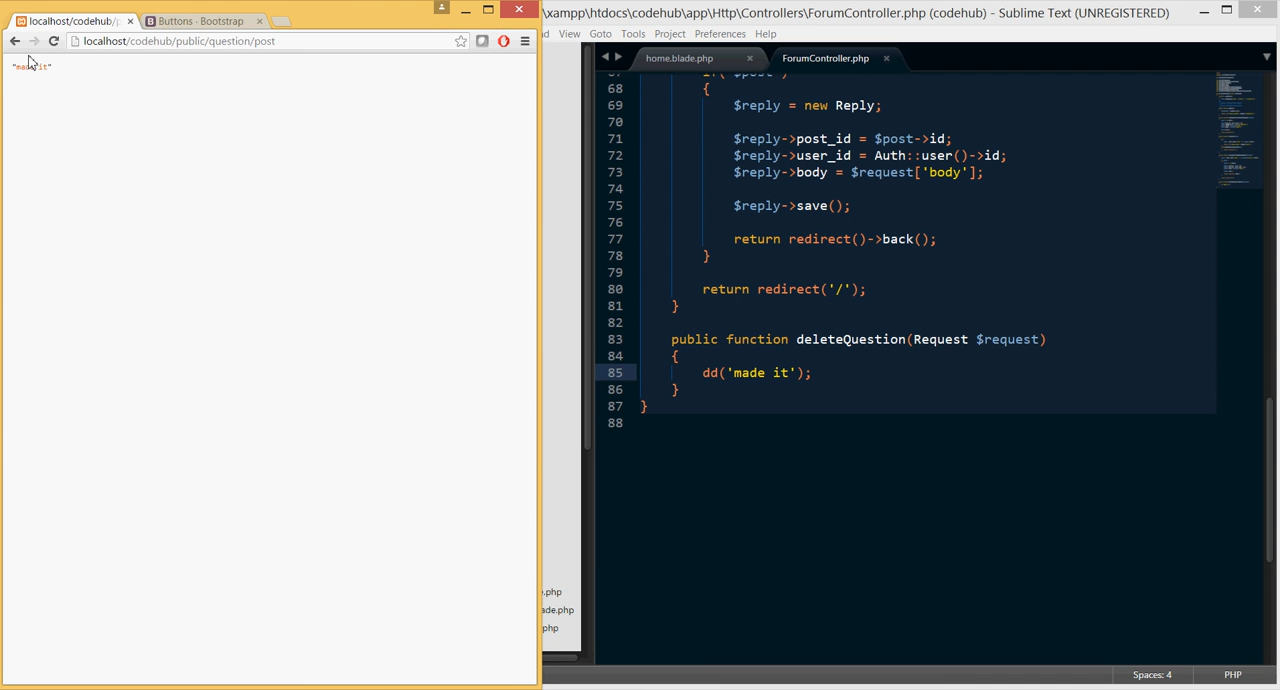 localhost/codehub/p
Buttons · Bootstrap
localhost/codehub/public/question/post
"made it"
\xampp\htdocs\codehub\app\Http\Controllers\ForumController.php (codehub) - Sublime Text (UNREGISTERED)
d View Goto Tools Project Preferences Help
home.blade.php
ForumController.php
68 {
69 $reply = new Reply;
70
71 $reply->post_id = $post->id;
72 $reply->user_id = Auth::user()->id;
73 $reply->body = $request['body'];
74
75 $reply->save();
76
77 return redirect()->back();
78 }
79
80 return redirect('/');
81 }
82
83 public function deleteQuestion(Request $request)
84 {
85 dd('made it');
86 }
87 }
88
.php
ade.php
php
Spaces: 4
PHP